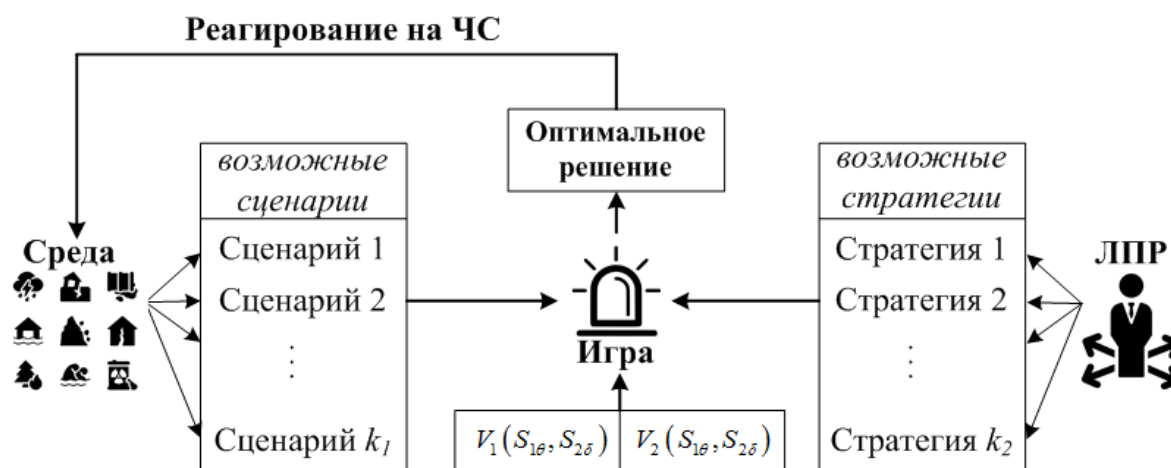 Реагирование на ЧС
Оптимальное
решение
возможные
сценарии
возможные
стратегии
Среда
Сценарий 1
Сценарий 2
⋮
Сценарий k₁
Игра
V₁(S₁θ, S₂δ)
V₂(S₁θ, S₂δ)
Стратегия 1
Стратегия 2
⋮
Стратегия k₂
ЛПР